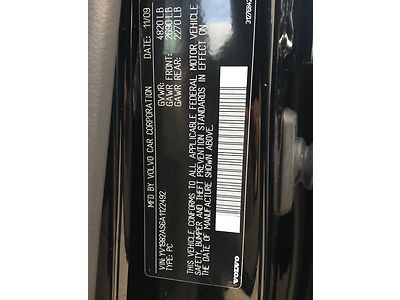 MFD BY VOLVO CAR CORPORATION DATE: 11/09
GVWR: 4820 LB
GAWR FRONT: 2690 LB
GAWR REAR: 2270 LB
TYPE: PC
THIS VEHICLE CONFORMS TO ALL APPLICABLE FEDERAL MOTOR VEHICLE
SAFETY, BUMPER AND THEFT PREVENTION STANDARDS IN EFFECT ON
THE DATE OF MANUFACTURE SHOWN ABOVE.
VOLVO